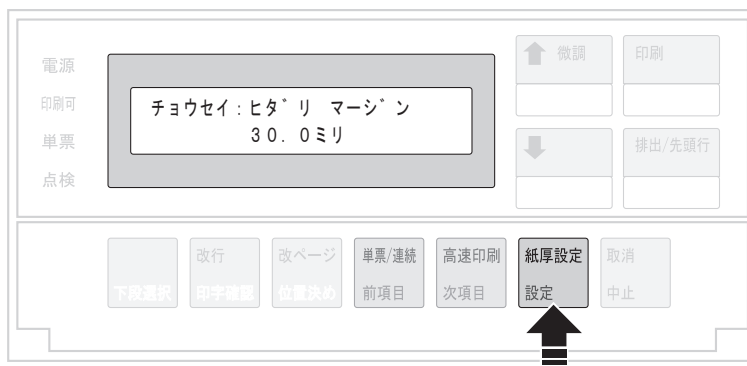 電源
印刷可
単票
点検
チョウセイ:ヒダリ マージン
30.0ミリ
微調
印刷
排出/先頭行
改行
改ページ
単票/連続
高速印刷
紙厚設定
取消
下段選択
印字確認
位置決め
前項目
次項目
設定
中止